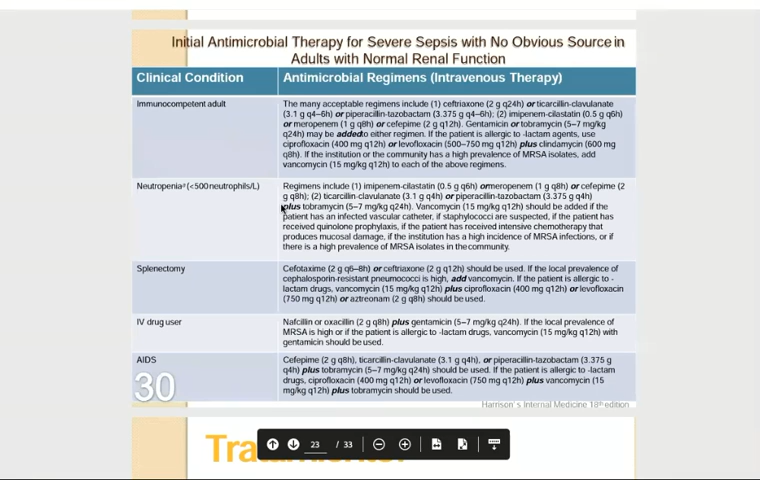 Initial Antimicrobial Therapy for Severe Sepsis with No Obvious Source in
Adults with Normal Renal Function
Clinical Condition
Antimicrobial Regimens (Intravenous Therapy)
Immunocompetent adult
The many acceptable regimens include (1) ceftriaxone (2 g q24h) or ticarcillin-clavulanate
(3.1 g q4–6h) or piperacillin-tazobactam (3.375 g q4–6h); (2) imipenem-cilastatin (0.5 g q6h)
or meropenem (1 g q8h) or cefepime (2 g q12h). Gentamicin or tobramycin (5–7 mg/kg
q24h) may be addedto either regimen. If the patient is allergic to -lactam agents, use
ciprofloxacin (400 mg q12h) or levofloxacin (500–750 mg q12h) plus clindamycin (600 mg
q8h). If the institution or the community has a high prevalence of MRSA isolates, add
vancomycin (15 mg/kg q12h) to each of the above regimens.
Neutropeniaᵃ (<500 neutrophils/L)
Regimens include (1) imipenem-cilastatin (0.5 g q6h) ormeropenem (1 g q8h) or cefepime (2
g q8h); (2) ticarcillin-clavulanate (3.1 g q4h) or piperacillin-tazobactam (3.375 g q4h)
plus tobramycin (5–7 mg/kg q24h). Vancomycin (15 mg/kg q12h) should be added if the
patient has an infected vascular catheter, if staphylococci are suspected, if the patient has
received quinolone prophylaxis, if the patient has received intensive chemotherapy that
produces mucosal damage, if the institution has a high incidence of MRSA infections, or if
there is a high prevalence of MRSA isolates in thecommunity.
Splenectomy
Cefotaxime (2 g q6–8h) or ceftriaxone (2 g q12h) should be used. If the local prevalence of
cephalosporin-resistant pneumococci is high, add vancomycin. If the patient is allergic to -
lactam drugs, vancomycin (15 mg/kg q12h) plus ciprofloxacin (400 mg q12h) or levofloxacin
(750 mg q12h) or aztreonam (2 g q8h) should be used.
IV drug user
Nafcillin or oxacillin (2 g q8h) plus gentamicin (5–7 mg/kg q24h). If the local prevalence of
MRSA is high or if the patient is allergic to -lactam drugs, vancomycin (15 mg/kg q12h) with
gentamicin should be used.
AIDS
Cefepime (2 g q8h), ticarcillin-clavulanate (3.1 g q4h), or piperacillin-tazobactam (3.375 g
q4h) plus tobramycin (5–7 mg/kg q24h) should be used. If the patient is allergic to -lactam
drugs, ciprofloxacin (400 mg q12h) or levofloxacin (750 mg q12h) plus vancomycin (15
mg/kg q12h) plus tobramycin should be used.
30
Harrison's Internal Medicine 18th edition
23 / 33